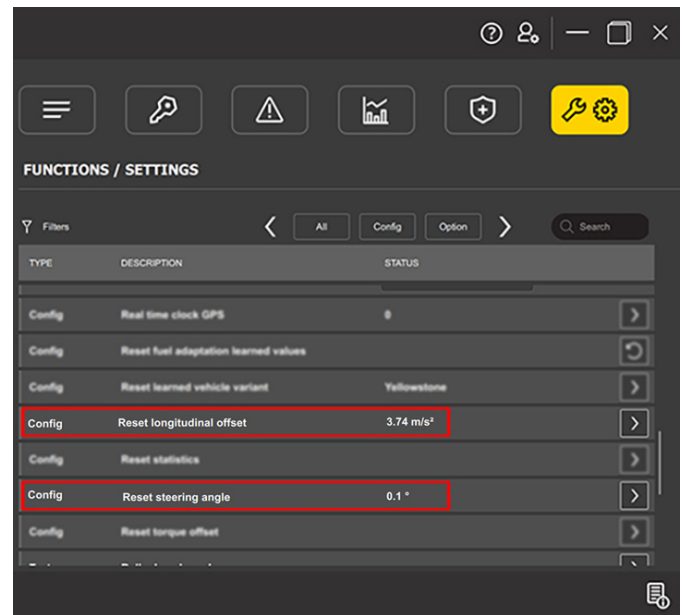 FUNCTIONS / SETTINGS
Filters All Config Option Search
TYPE DESCRIPTION STATUS
Config Real time clock GPS 0
Config Reset fuel adaptation learned values
Config Reset learned vehicle variant Yellowstone
Config Reset longitudinal offset 3.74 m/s²
Config Reset statistics
Config Reset steering angle 0.1 °
Config Reset torque offset